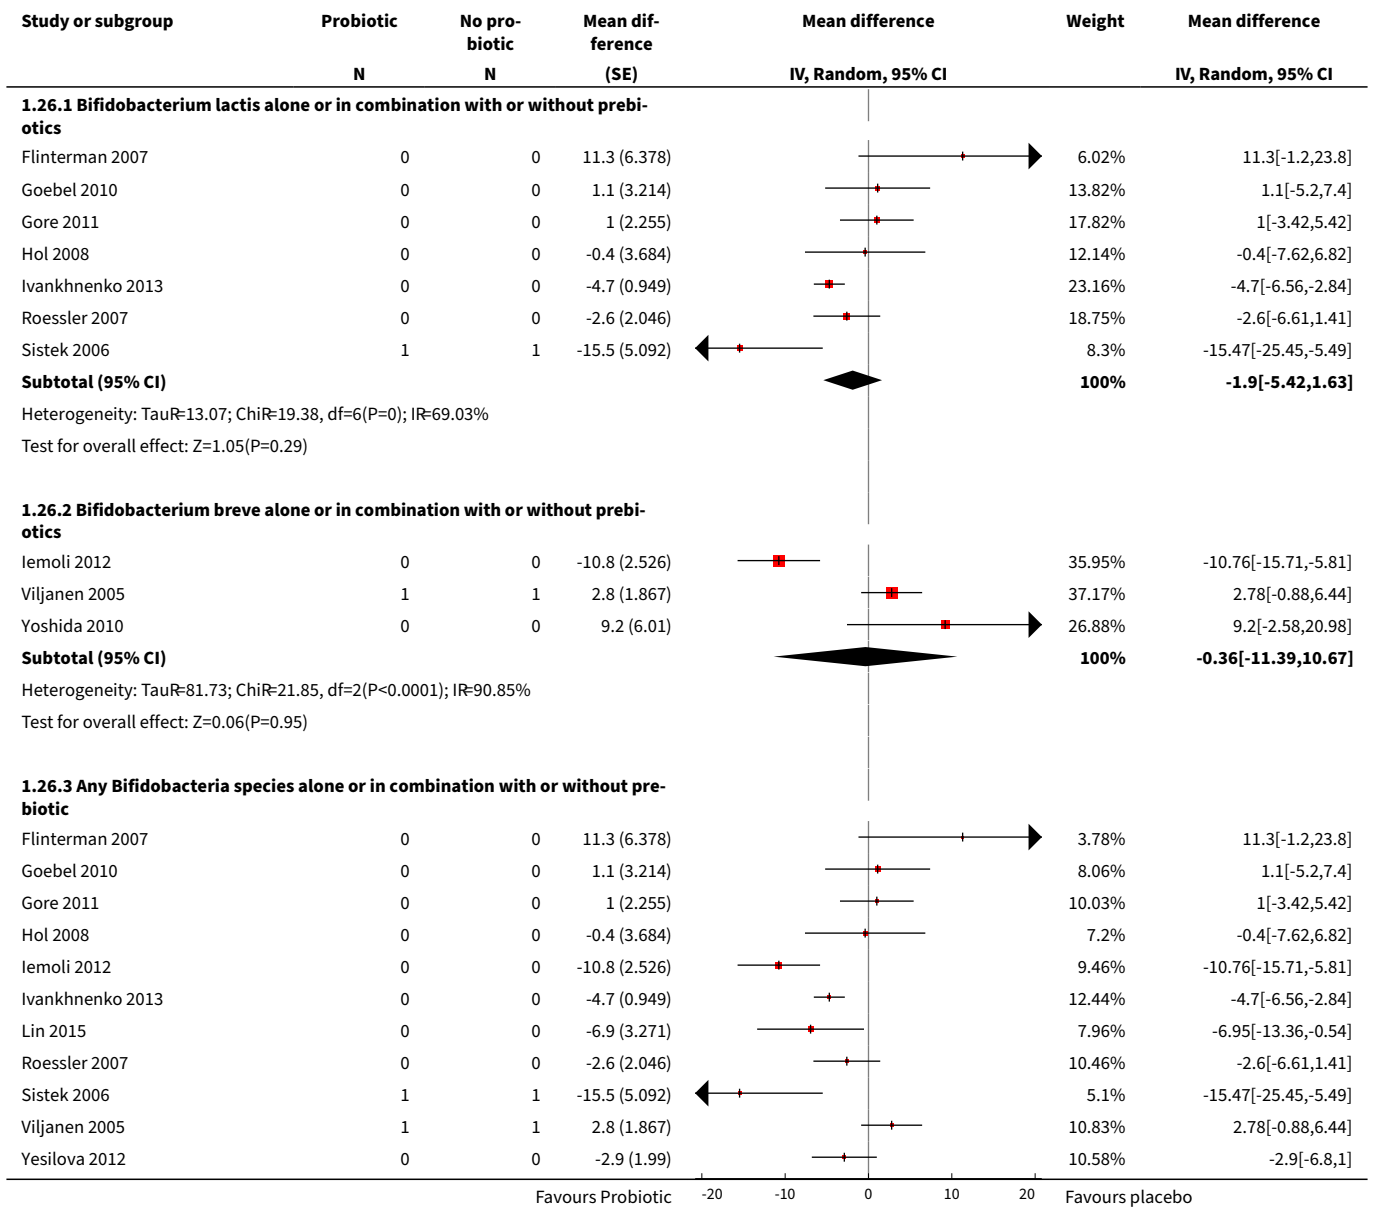 Study or subgroup Probiotic No pro- Mean dif- Mean difference Weight Mean difference
biotic ference
N N (SE) IV, Random, 95% CI IV, Random, 95% CI
1.26.1 Bifidobacterium lactis alone or in combination with or without prebi-
otics
Flinterman 2007 0 0 11.3 (6.378) 6.02% 11.3[-1.2,23.8]
Goebel 2010 0 0 1.1 (3.214) 13.82% 1.1[-5.2,7.4]
Gore 2011 0 0 1 (2.255) 17.82% 1[-3.42,5.42]
Hol 2008 0 0 -0.4 (3.684) 12.14% -0.4[-7.62,6.82]
Ivankhnenko 2013 0 0 -4.7 (0.949) 23.16% -4.7[-6.56,-2.84]
Roessler 2007 0 0 -2.6 (2.046) 18.75% -2.6[-6.61,1.41]
Sistek 2006 1 1 -15.5 (5.092) 8.3% -15.47[-25.45,-5.49]
Subtotal (95% CI) 100% -1.9[-5.42,1.63]
Heterogeneity: TauR=13.07; ChiR=19.38, df=6(P=0); IR=69.03%
Test for overall effect: Z=1.05(P=0.29)
1.26.2 Bifidobacterium breve alone or in combination with or without prebi-
otics
Iemoli 2012 0 0 -10.8 (2.526) 35.95% -10.76[-15.71,-5.81]
Viljanen 2005 1 1 2.8 (1.867) 37.17% 2.78[-0.88,6.44]
Yoshida 2010 0 0 9.2 (6.01) 26.88% 9.2[-2.58,20.98]
Subtotal (95% CI) 100% -0.36[-11.39,10.67]
Heterogeneity: TauR=81.73; ChiR=21.85, df=2(P<0.0001); IR=90.85%
Test for overall effect: Z=0.06(P=0.95)
1.26.3 Any Bifidobacteria species alone or in combination with or without pre-
biotic
Flinterman 2007 0 0 11.3 (6.378) 3.78% 11.3[-1.2,23.8]
Goebel 2010 0 0 1.1 (3.214) 8.06% 1.1[-5.2,7.4]
Gore 2011 0 0 1 (2.255) 10.03% 1[-3.42,5.42]
Hol 2008 0 0 -0.4 (3.684) 7.2% -0.4[-7.62,6.82]
Iemoli 2012 0 0 -10.8 (2.526) 9.46% -10.76[-15.71,-5.81]
Ivankhnenko 2013 0 0 -4.7 (0.949) 12.44% -4.7[-6.56,-2.84]
Lin 2015 0 0 -6.9 (3.271) 7.96% -6.95[-13.36,-0.54]
Roessler 2007 0 0 -2.6 (2.046) 10.46% -2.6[-6.61,1.41]
Sistek 2006 1 1 -15.5 (5.092) 5.1% -15.47[-25.45,-5.49]
Viljanen 2005 1 1 2.8 (1.867) 10.83% 2.78[-0.88,6.44]
Yesilova 2012 0 0 -2.9 (1.99) 10.58% -2.9[-6.8,1]
Favours Probiotic -20 -10 0 10 20 Favours placebo